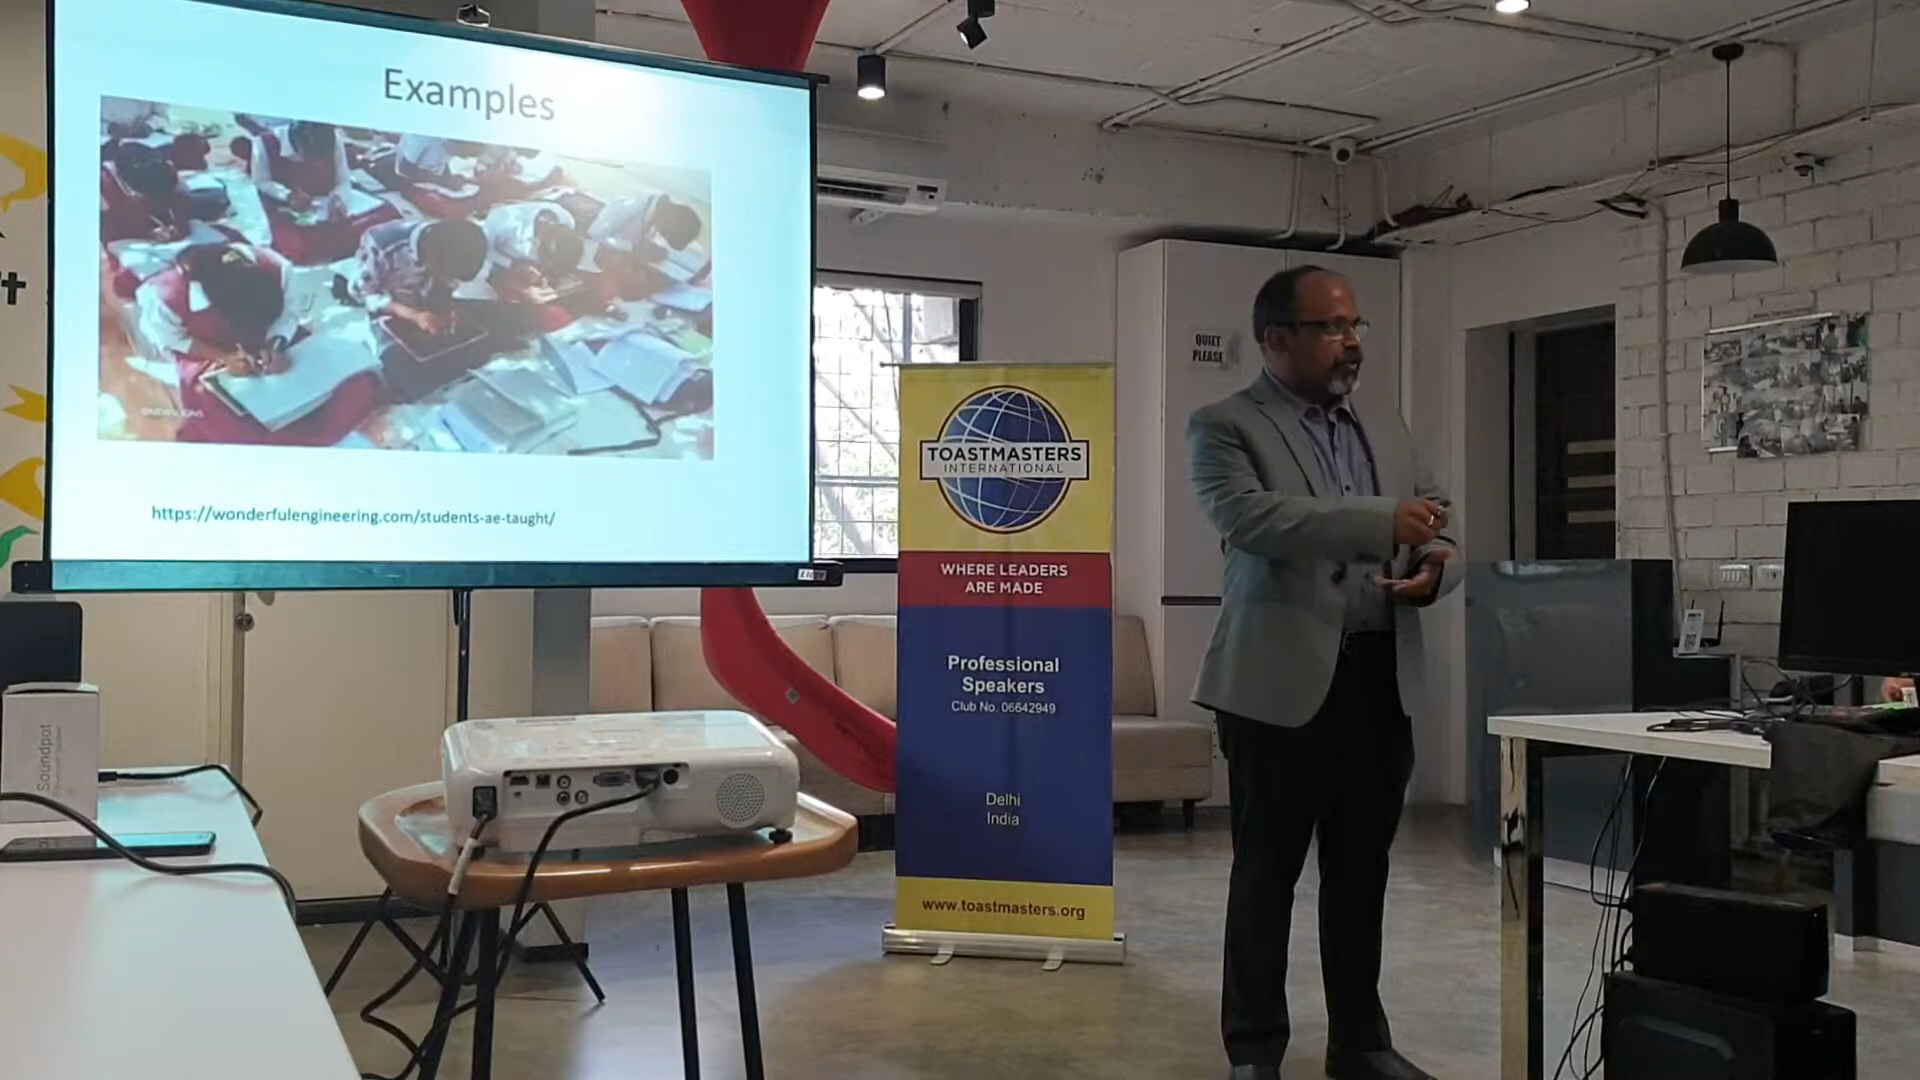 Examples
https://wonderfulengineering.com/students-ae-taught/
TOASTMASTERS
INTERNATIONAL
WHERE LEADERS
ARE MADE
Professional
Speakers
Club No. 06642949
Delhi
India
www.toastmasters.org
QUIET
PLEASE
Soundpot